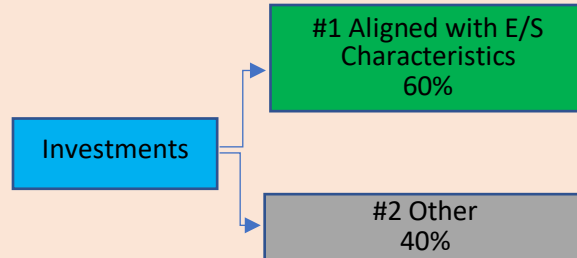 #1 Aligned with E/S
Characteristics
60%
Investments
#2 Other
40%